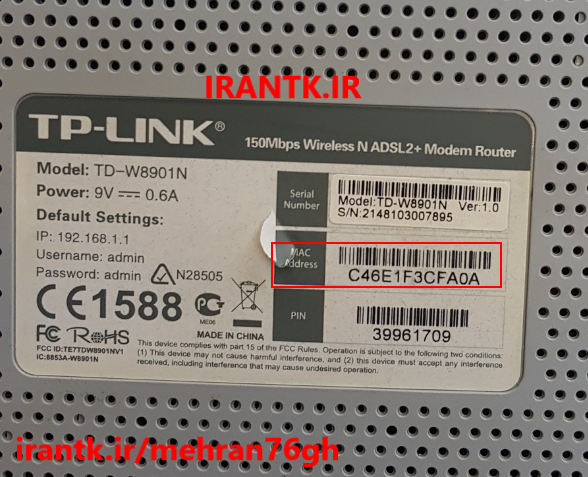 IRANTK.IR
TP-LINK®
150Mbps Wireless N ADSL2+ Modem Router
Model: TD-W8901N
Power: 9V ⎓ 0.6A
Default Settings:
IP: 192.168.1.1
Username: admin
Password: admin
N28505
CE1588
PC
ME06
FC RoHS
FCC ID:TE7TDW8901NV1
IC:8853A-W8901N
MADE IN CHINA
Serial
Number
Model:TD-W8901N Ver:1.0
S/N:2148103007895
MAC
Address
C46E1F3CFA0A
PIN
39961709
This device complies with part 15 of the FCC Rules. Operation is subject to the following two conditions:
(1) This device may not cause harmful interference, and (2) this device must accept any interference
received, including interference that may cause undesired operation.
irantk.ir/mehran76gh